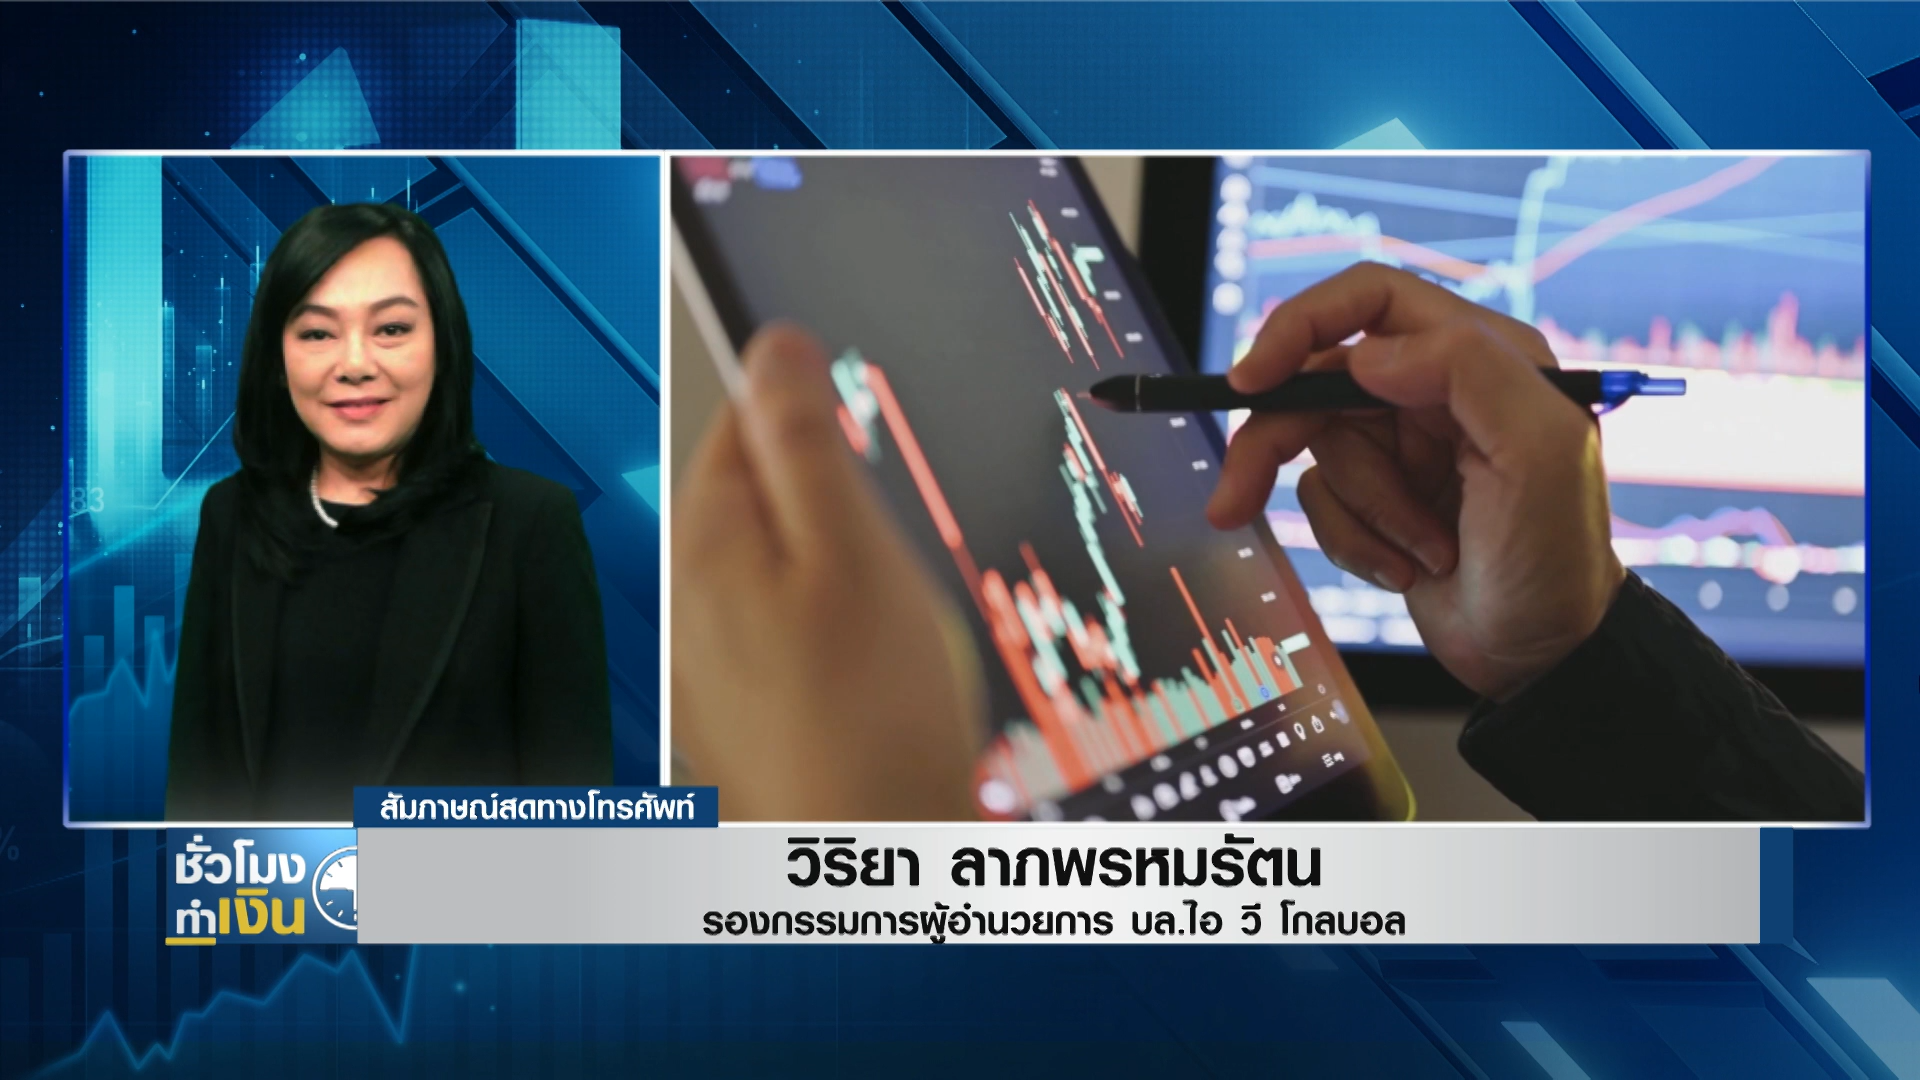 83
สัมภาษณ์สดทางโทรศัพท์
ชั่วโมง
ทำเงิน
วิริยา ลาภพรหมรัตน
รองกรรมการผู้อำนวยการ บล.ไอ วี โกลบอล
%